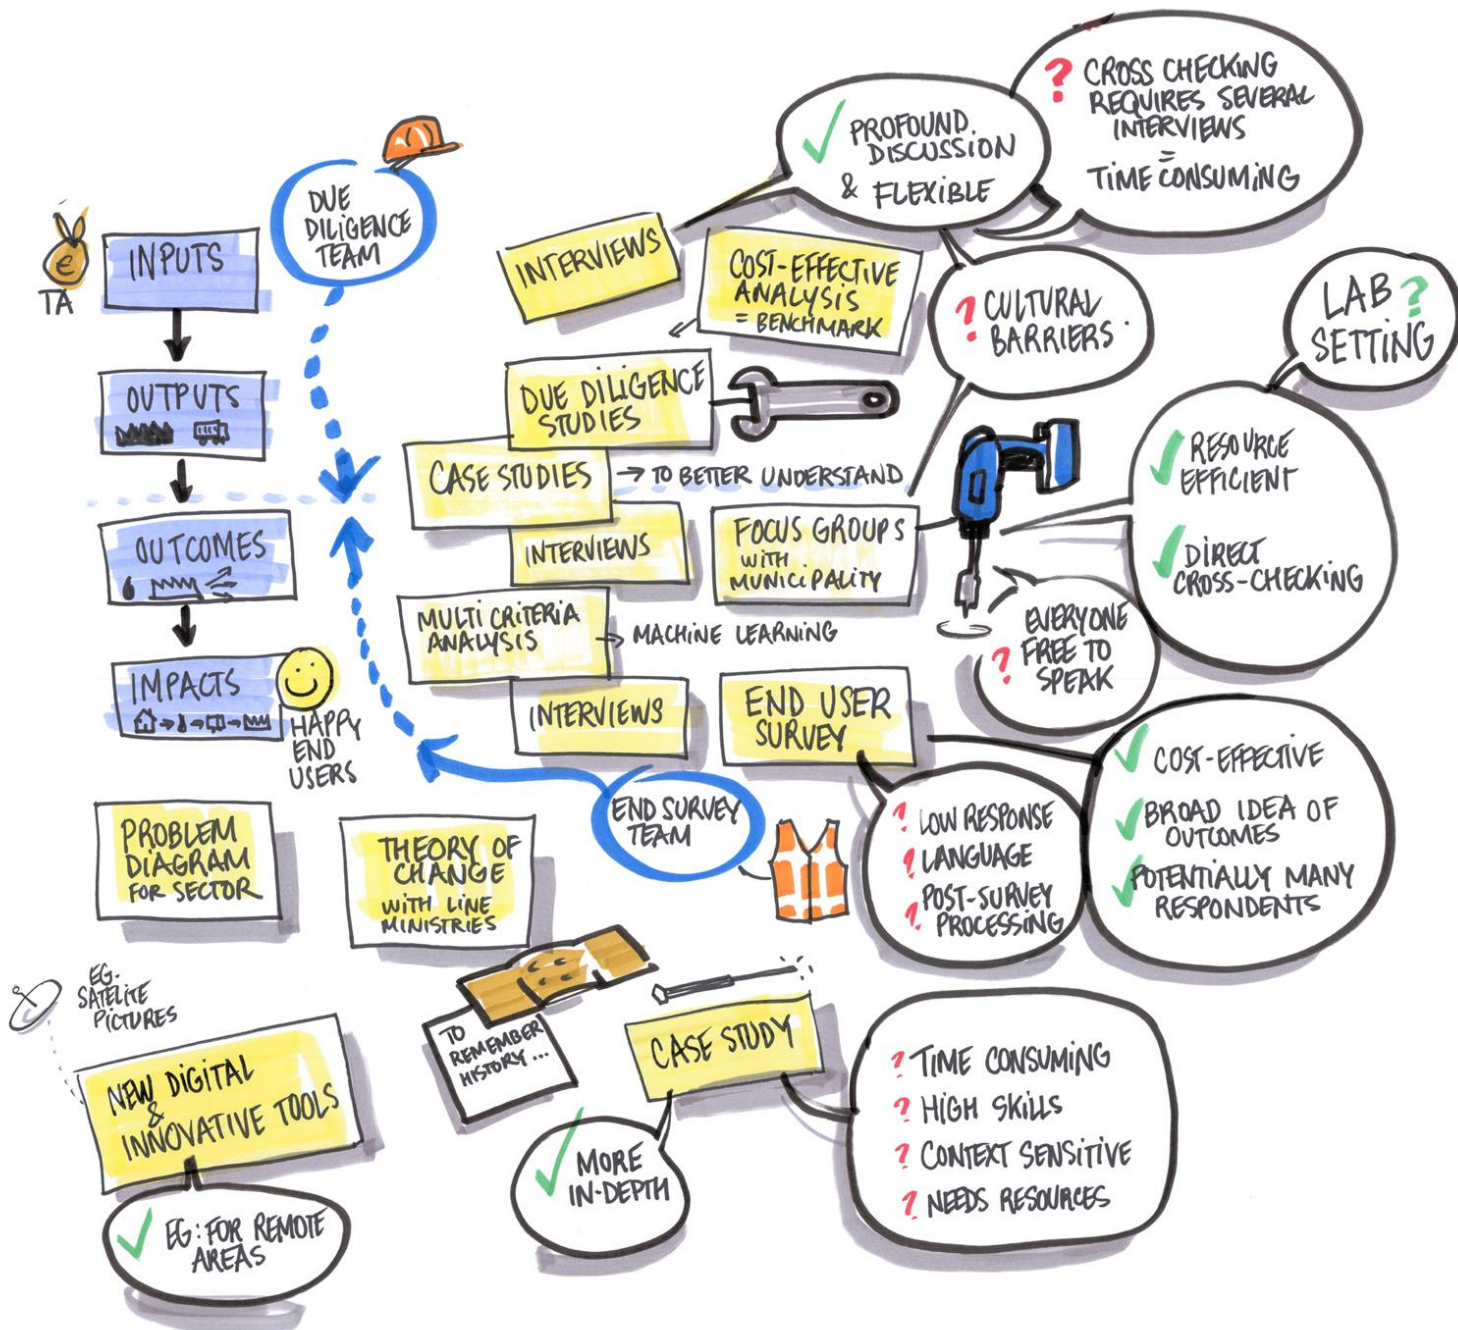 ? CROSS CHECKING
REQUIRES SEVERAL
INTERVIEWS
=
TIME CONSUMING
✓ PROFOUND
DISCUSSION
& FLEXIBLE
DUE
DILIGENCE
TEAM
€
TA
INPUTS
INTERVIEWS
COST-EFFECTIVE
ANALYSIS
= BENCHMARK
? CULTURAL
BARRIERS
LAB ?
SETTING
OUTPUTS
DUE DILIGENCE
STUDIES
CASE STUDIES
→ TO BETTER UNDERSTAND
✓ RESOURCE
EFFICIENT
✓ DIRECT
CROSS-CHECKING
OUTCOMES
INTERVIEWS
FOCUS GROUPS
WITH
MUNICIPALITY
EVERYONE
? FREE TO
SPEAK
MULTI CRITERIA
ANALYSIS
→ MACHINE LEARNING
IMPACTS
HAPPY
END
USERS
INTERVIEWS
END USER
SURVEY
✓ COST-EFFECTIVE
✓ BROAD IDEA OF
OUTCOMES
✓ POTENTIALLY MANY
RESPONDENTS
END SURVEY
TEAM
? LOW RESPONSE
? LANGUAGE
? POST-SURVEY
PROCESSING
PROBLEM
DIAGRAM
FOR SECTOR
THEORY OF
CHANGE
WITH LINE
MINISTRIES
EG.
SATELITE
PICTURES
NEW DIGITAL
&
INNOVATIVE TOOLS
✓ EG: FOR REMOTE
AREAS
TO
REMEMBER
HISTORY ...
CASE STUDY
✓ MORE
IN-DEPTH
? TIME CONSUMING
? HIGH SKILLS
? CONTEXT SENSITIVE
? NEEDS RESOURCES